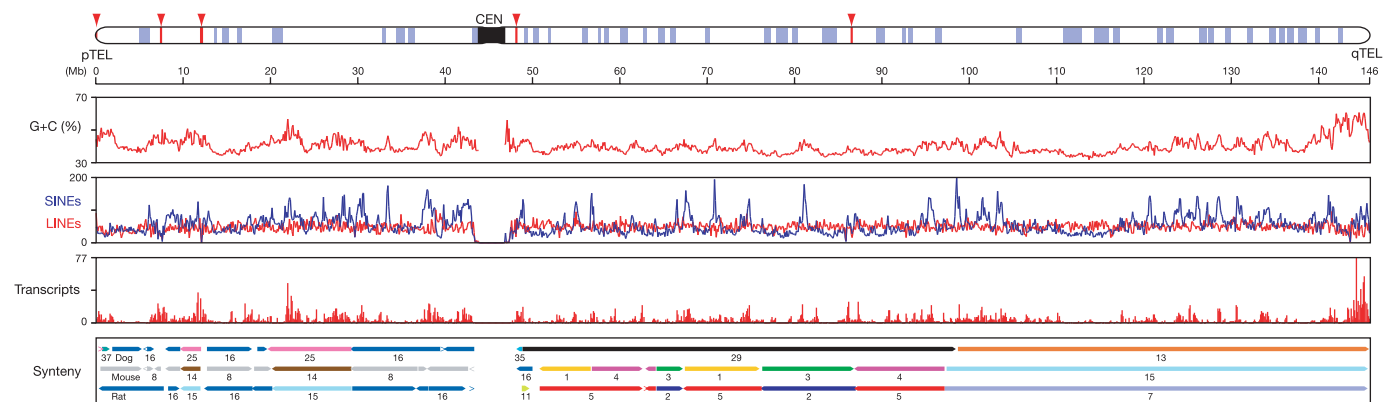 CEN
pTEL
qTEL
(Mb) 0 10 20 30 40 50 60 70 80 90 100 110 120 130 140 146
70
G+C (%)
30
200
SINEs
LINEs
0
77
Transcripts
0
Synteny
37 Dog 16 25 16 25 16 35 29 13
Mouse 8 14 8 14 8 16 1 4 3 1 3 4 15
Rat 16 15 16 15 16 11 5 2 5 2 5 7